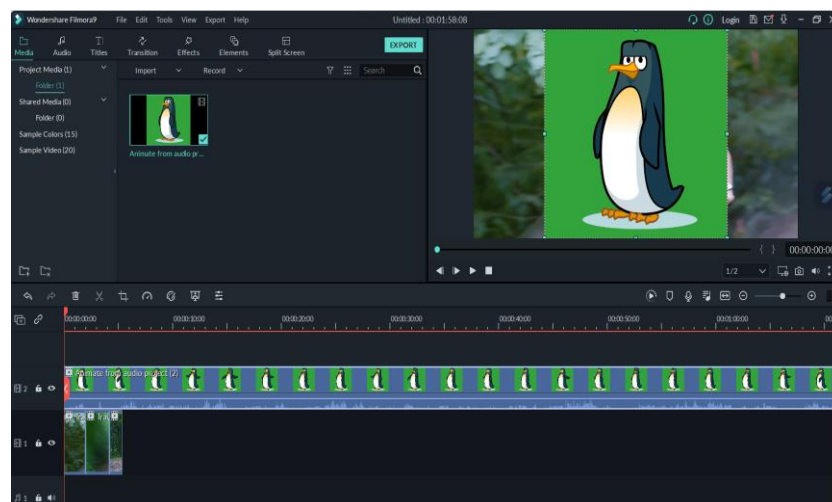 Wondershare Filmora9 File Edit Tools View Export Help Untitled : 00:01:58:08 Login
Media Audio Titles Transition Effects Elements Split Screen EXPORT
Project Media (1) Import Record Search
Folder (1)
Shared Media (0)
Folder (0)
Sample Colors (15)
Sample Video (20)
Animate from audio pr...
{ } 00:00:00:00
1/2
00:00:00:00 00:00:10:00 00:00:20:00 00:00:30:00 00:00:40:00 00:00:50:00 00:01:00:00
Animate from audio project (2)
2
1
1